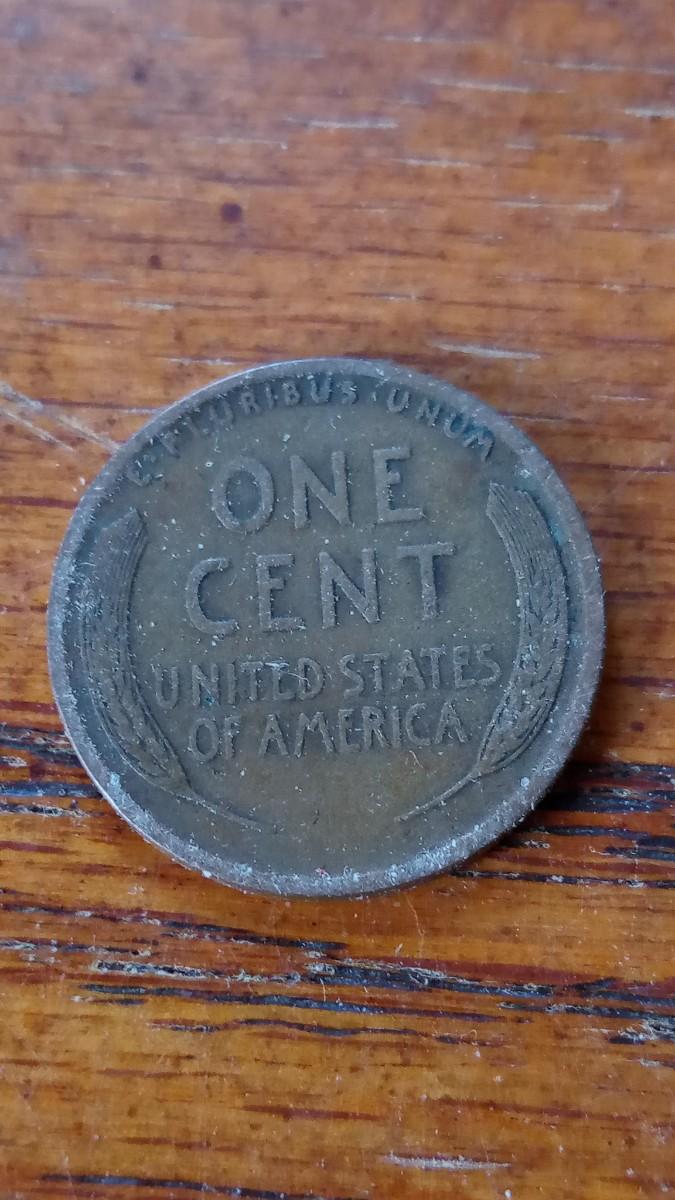 E·PLURIBUS·UNUM
ONE
CENT
UNITED STATES
OF AMERICA